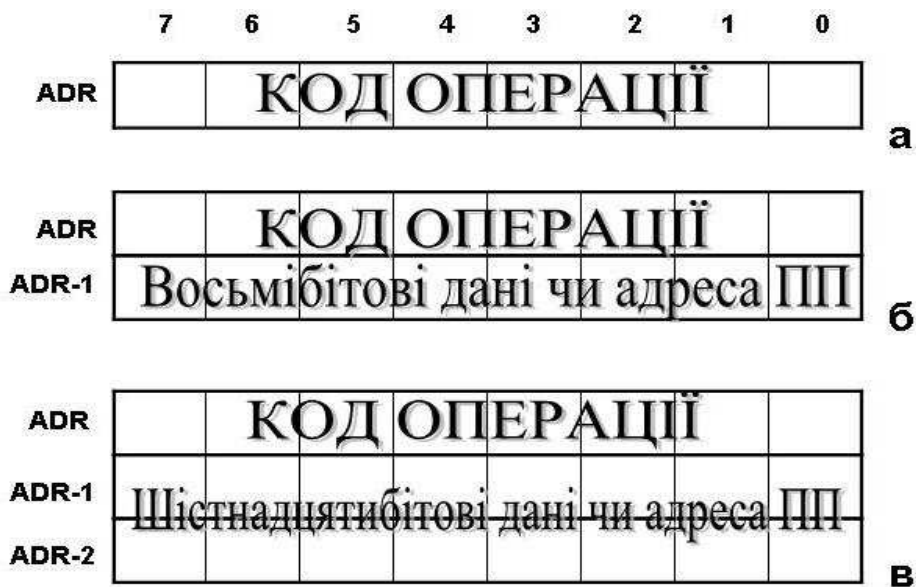 7 6 5 4 3 2 1 0
ADR КОД ОПЕРАЦІЇ
а
ADR КОД ОПЕРАЦІЇ
ADR-1 Восьмібітові дані чи адреса ПП
б
ADR КОД ОПЕРАЦІЇ
ADR-1 Шістнадцятибітові дані чи адреса ПП
ADR-2
в